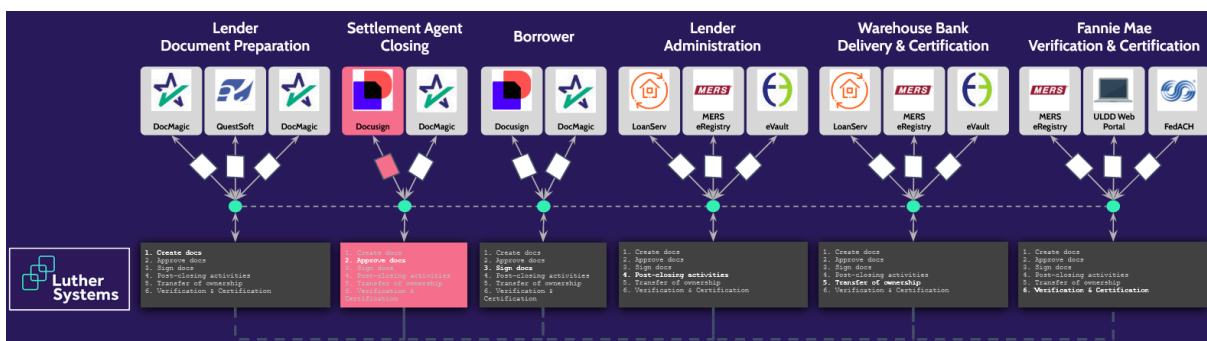 Lender
Document Preparation
Settlement Agent
Closing
Borrower
Lender
Administration
Warehouse Bank
Delivery & Certification
Fannie Mae
Verification & Certification
DocMagic
QuestSoft
DocMagic
Docusign
DocMagic
Docusign
DocMagic
LoanServ
MERS
MERS
eRegistry
eVault
LoanServ
MERS
MERS
eRegistry
eVault
MERS
MERS
eRegistry
ULDD Web
Portal
FedACH
Luther
Systems
1. Create docs
2. Approve docs
3. Sign docs
4. Post-closing activities
5. Transfer of ownership
6. Verification & Certification
1. Create docs
2. Approve docs
3. Sign docs
4. Post-closing activities
5. Transfer of ownership
6. Verification &
Certification
1. Create docs
2. Approve docs
3. Sign docs
4. Post-closing activities
5. Transfer of ownership
6. Verification &
Certification
1. Create docs
2. Approve docs
3. Sign docs
4. Post-closing activities
5. Transfer of ownership
6. Verification & Certification
1. Create docs
2. Approve docs
3. Sign docs
4. Post-closing activities
5. Transfer of ownership
6. Verification & Certification
1. Create docs
2. Approve docs
3. Sign docs
4. Post-closing activities
5. Transfer of ownership
6. Verification & Certification